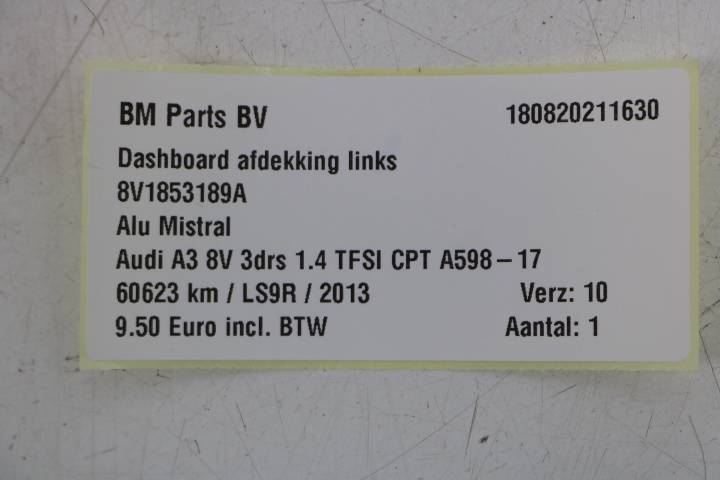 BM Parts BV 180820211630
Dashboard afdekking links
8V1853189A
Alu Mistral
Audi A3 8V 3drs 1.4 TFSI CPT A598-17
60623 km / LS9R / 2013 Verz: 10
9.50 Euro incl. BTW Aantal: 1